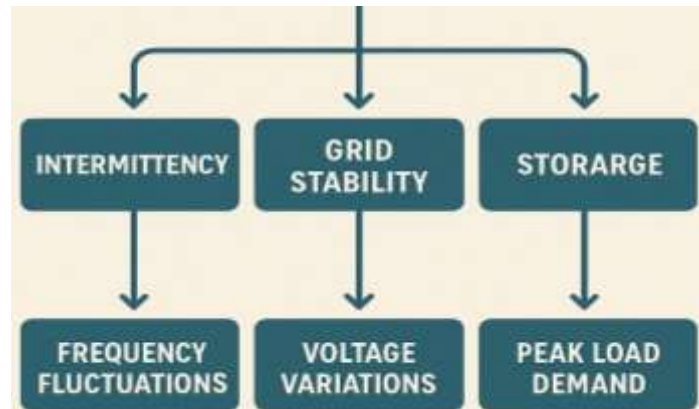 INTERMITTENCY
GRID
STABILITY
STORARGE
FREQUENCY
FLUCTUATIONS
VOLTAGE
VARIATIONS
PEAK LOAD
DEMAND